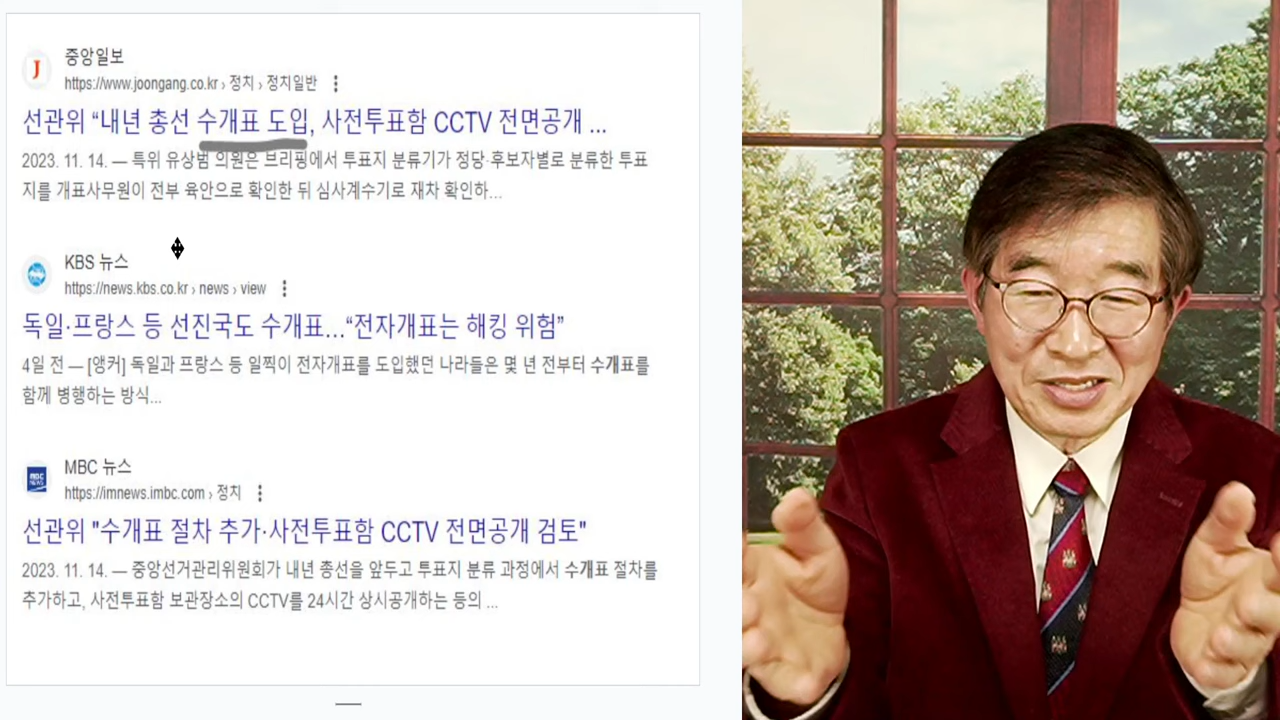 중앙일보
https://www.joongang.co.kr › 정치 › 정치일반
선관위 “내년 총선 수개표 도입, 사전투표함 CCTV 전면공개 ...
2023. 11. 14. — 특위 유상범 의원은 브리핑에서 투표지 분류기가 정당·후보자별로 분류한 투표
지를 개표사무원이 전부 육안으로 확인한 뒤 심사계수기로 재차 확인하...
KBS 뉴스
https://news.kbs.co.kr › news › view
독일·프랑스 등 선진국도 수개표...“전자개표는 해킹 위험”
4일 전 — [앵커] 독일과 프랑스 등 일찍이 전자개표를 도입했던 나라들은 몇 년 전부터 수개표를
함께 병행하는 방식...
MBC 뉴스
https://imnews.imbc.com › 정치
선관위 "수개표 절차 추가·사전투표함 CCTV 전면공개 검토"
2023. 11. 14. — 중앙선거관리위원회가 내년 총선을 앞두고 투표지 분류 과정에서 수개표 절차를
추가하고, 사전투표함 보관장소의 CCTV를 24시간 상시공개하는 등의 ...